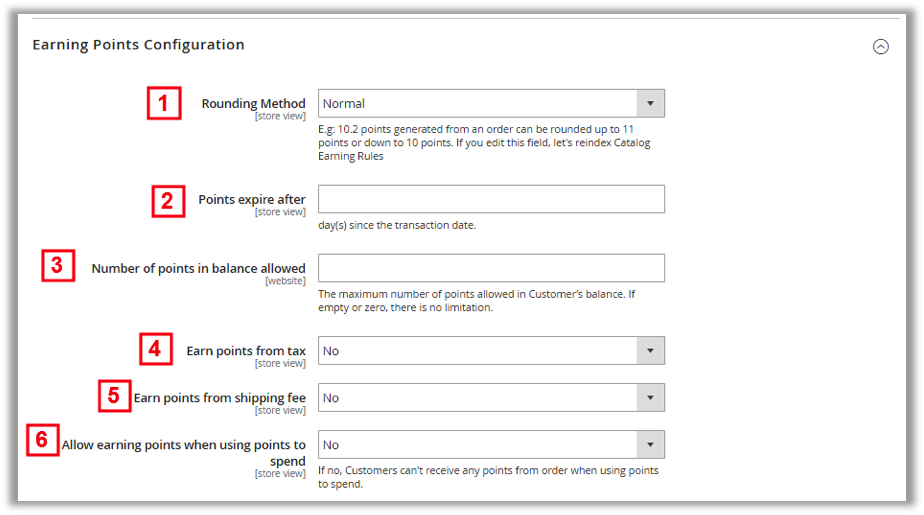 Earning Points Configuration
1 Rounding Method Normal
[store view]
E.g: 10.2 points generated from an order can be rounded up to 11
points or down to 10 points. If you edit this field, let's reindex Catalog
Earning Rules
2 Points expire after
[store view]
day(s) since the transaction date.
3 Number of points in balance allowed
[website]
The maximum number of points allowed in Customer's balance. If
empty or zero, there is no limitation.
4 Earn points from tax No
[store view]
5 Earn points from shipping fee No
[store view]
6 Allow earning points when using points to No
spend
[store view]
If no, Customers can't receive any points from order when using points
to spend.